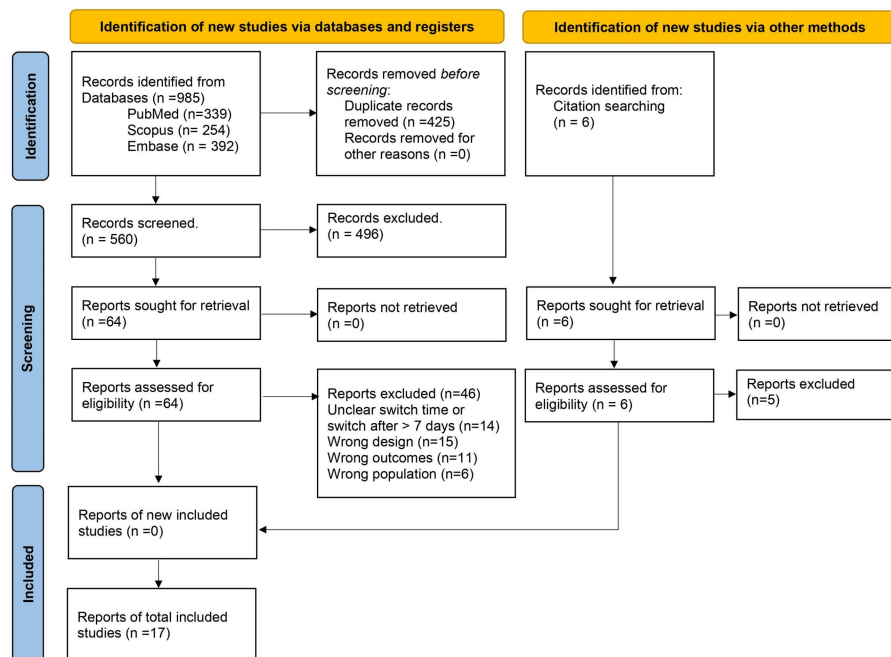 Identification of new studies via databases and registers
Identification of new studies via other methods
Identification
Records identified from
Databases (n =985)
PubMed (n=339)
Scopus (n= 254)
Embase (n = 392)
Records removed before
screening:
Duplicate records
removed (n =425)
Records removed for
other reasons (n =0)
Records identified from:
Citation searching
(n = 6)
Screening
Records screened.
(n = 560)
Records excluded.
(n = 496)
Reports sought for retrieval
(n =64)
Reports not retrieved
(n =0)
Reports sought for retrieval
(n =6)
Reports not retrieved
(n =0)
Reports assessed for
eligibility (n =64)
Reports excluded (n=46)
Unclear switch time or
switch after > 7 days (n=14)
Wrong design (n=15)
Wrong outcomes (n=11)
Wrong population (n=6)
Reports assessed for
eligibility (n = 6)
Reports excluded
(n=5)
Included
Reports of new included
studies (n =0)
Reports of total included
studies (n =17)